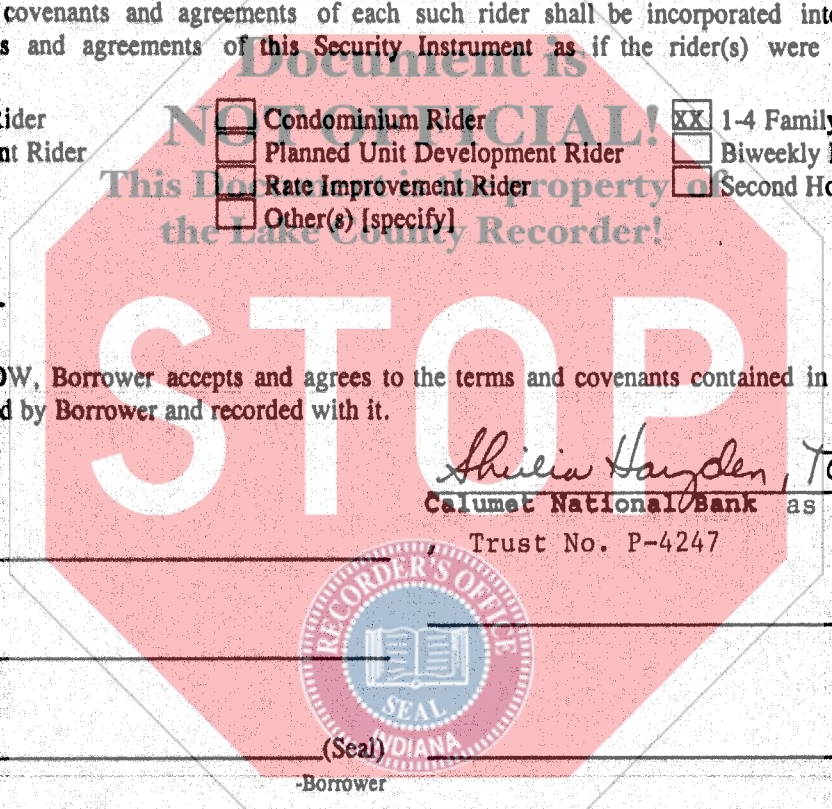 covenants and agreements of each such rider shall be incorporated int
s and agreements of this Security Instrument as if the rider(s) were
Document is
NOT OFFICIAL!
This Document is the property of
the Lake County Recorder!
ider Condominium Rider XX 1-4 Family
nt Rider Planned Unit Development Rider Biweekly
Rate Improvement Rider Second Ho
Other(s) [specify]
STOP
OW, Borrower accepts and agrees to the terms and covenants contained in
d by Borrower and recorded with it.
Shielia Hayden, To
Calumet National Bank as
Trust No. P-4247
RECORDER'S OFFICE
SEAL
INDIANA
(Seal)
-Borrower